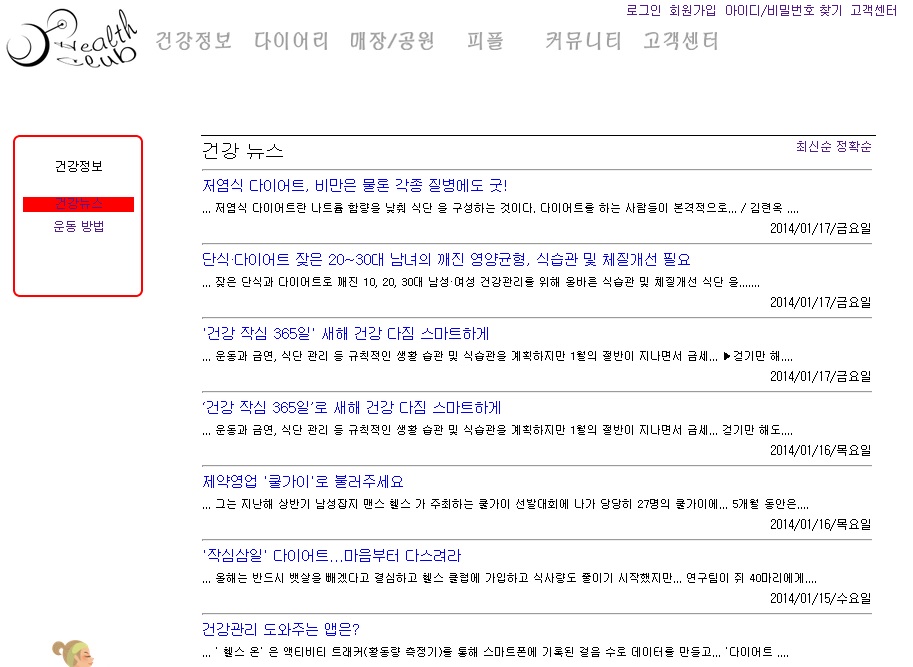 로그인 회원가입 아이디/비밀번호 찾기 고객센터
Health Club
건강정보 다이어리 매장/공원 피플 커뮤니티 고객센터
건강정보
건강뉴스
운동 방법
건강 뉴스
최신순 정확순
저염식 다이어트, 비만은 물론 각종 질병에도 굿!
... 저염식 다이어트란 나트륨 함량을 낮춰 식단 을 구성하는 것이다. 다이어트를 하는 사람들이 본격적으로... / 김현옥 ....
2014/01/17/금요일
단식·다이어트 잦은 20~30대 남녀의 깨진 영양균형, 식습관 및 체질개선 필요
... 잦은 단식과 다이어트로 깨진 10, 20, 30대 남성·여성 건강관리를 위해 올바른 식습관 및 체질개선 식단 등.......
2014/01/17/금요일
'건강 작심 365일' 새해 건강 다짐 스마트하게
... 운동과 금연, 식단 관리 등 규칙적인 생활 습관 및 식습관을 계획하지만 1월의 절반이 지나면서 금세... ▶걷기만 해....
2014/01/17/금요일
‘건강 작심 365일’로 새해 건강 다짐 스마트하게
... 운동과 금연, 식단 관리 등 규칙적인 생활 습관 및 식습관을 계획하지만 1월의 절반이 지나면서 금세... 걷기만 해도....
2014/01/16/목요일
제약영업 '쿨가이'로 불러주세요
... 그는 지난해 상반기 남성잡지 맨스 헬스 가 주최하는 쿨가이 선발대회에 나가 당당히 27명의 쿨가이에... 5개월 동안은....
2014/01/16/목요일
'작심삼일' 다이어트...마음부터 다스려라
... 올해는 반드시 뱃살을 빼겠다고 결심하고 헬스 클럽에 가입하고 식사량도 줄이기 시작했지만... 연구팀이 쥐 40마리에게....
2014/01/15/수요일
건강관리 도와주는 앱은?
... ' 헬스 온' 은 액티비티 트래커(활동량 측정기)를 통해 스마트폰에 기록된 걸음 수로 데이터를 만들고... '다이어트 ....